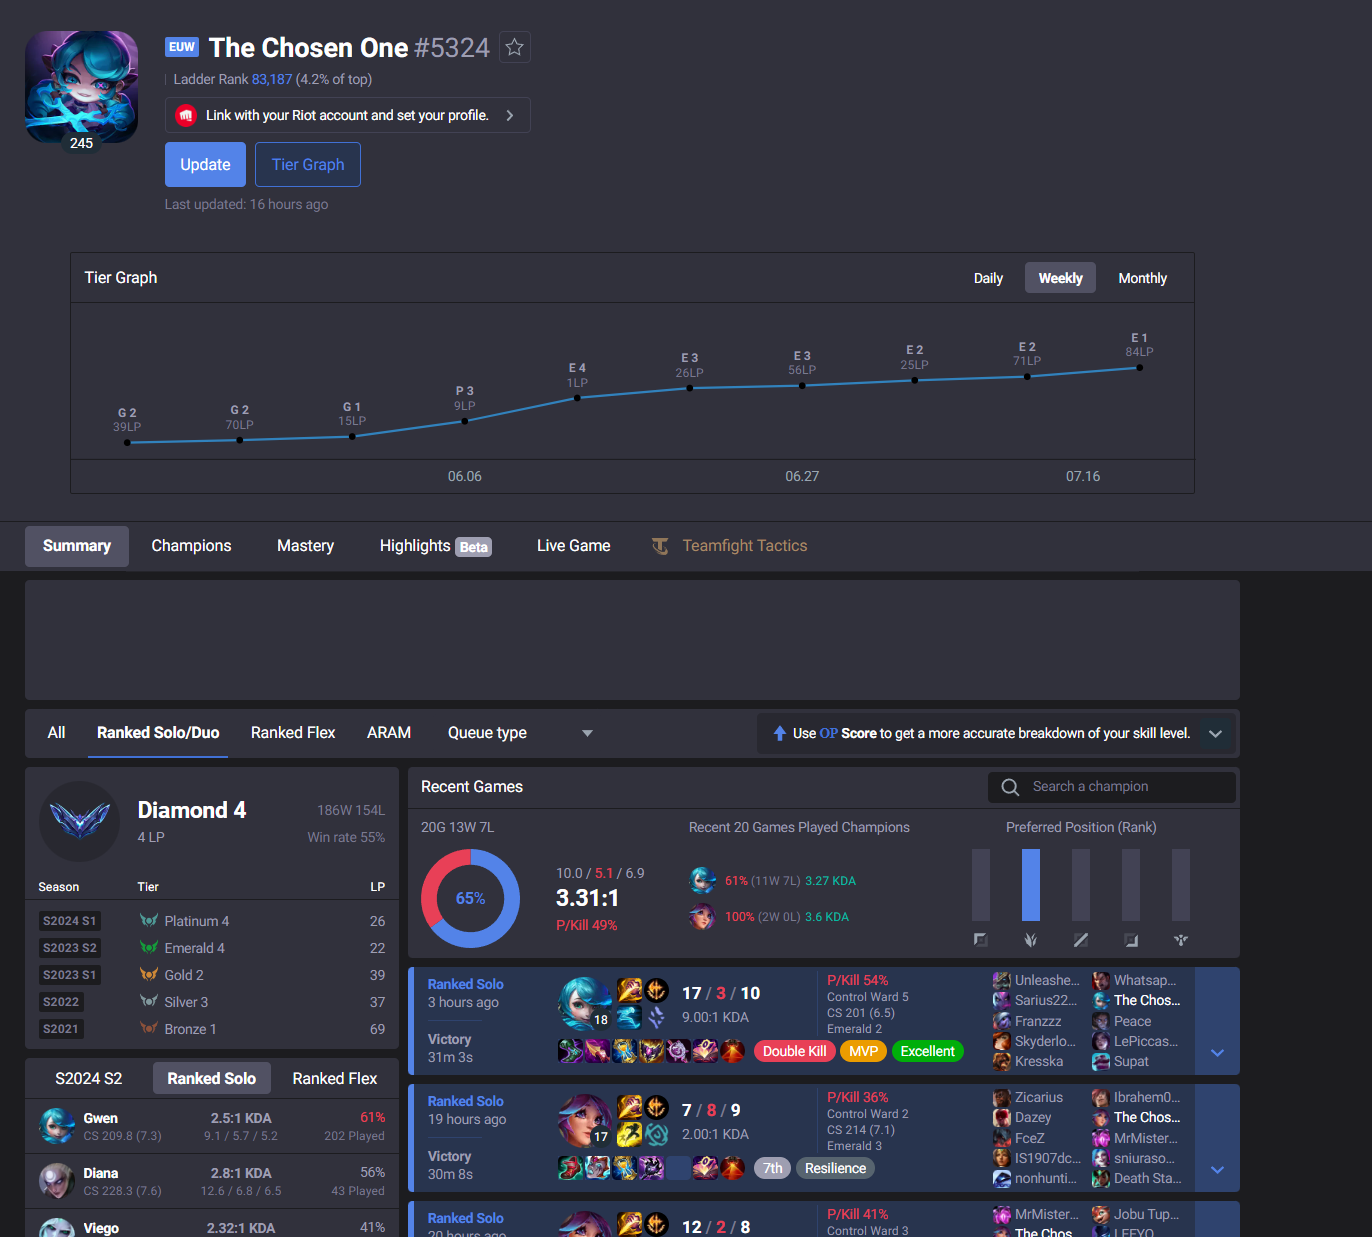 EUW The Chosen One #5324
Ladder Rank 83,187 (4.2% of top)
Link with your Riot account and set your profile.
245
Update Tier Graph
Last updated: 16 hours ago
Tier Graph Daily Weekly Monthly
G 2 39LP
G 2 70LP
G 1 15LP
P 3 9LP
E 4 1LP
E 3 26LP
E 3 56LP
E 2 25LP
E 2 71LP
E 1 84LP
06.06 06.27 07.16
Summary Champions Mastery Highlights Beta Live Game Teamfight Tactics
All Ranked Solo/Duo Ranked Flex ARAM Queue type
Use OP Score to get a more accurate breakdown of your skill level.
Diamond 4 186W 154L
4 LP Win rate 55%
Season Tier LP
S2024 S1 Platinum 4 26
S2023 S2 Emerald 4 22
S2023 S1 Gold 2 39
S2022 Silver 3 37
S2021 Bronze 1 69
S2024 S2 Ranked Solo Ranked Flex
Gwen 2.5:1 KDA 61%
CS 209.8 (7.3) 9.1 / 5.7 / 5.2 202 Played
Diana 2.8:1 KDA 56%
CS 228.3 (7.6) 12.6 / 6.8 / 6.5 43 Played
Viego 2.32:1 KDA 41%
Recent Games Search a champion
20G 13W 7L
65%
10.0 / 5.1 / 6.9
3.31:1
P/Kill 49%
Recent 20 Games Played Champions
61% (11W 7L) 3.27 KDA
100% (2W 0L) 3.6 KDA
Preferred Position (Rank)
Ranked Solo
3 hours ago
Victory
31m 3s
18
17 / 3 / 10
9.00:1 KDA
P/Kill 54%
Control Ward 5
CS 201 (6.5)
Emerald 2
Double Kill MVP Excellent
Unleashe... Whatsap...
Sarius22... The Chos...
Franzzz Peace
Skyderlo... LePiccas...
Kresska Supat
Ranked Solo
19 hours ago
Victory
30m 8s
17
7 / 8 / 9
2.00:1 KDA
P/Kill 36%
Control Ward 2
CS 214 (7.1)
Emerald 3
7th Resilience
Zicarius Ibrahem0...
Dazey The Chos...
FceZ MrMister...
IS1907dc... sniuraso...
nonhunti... Death Sta...
Ranked Solo
20 hours ago
12 / 2 / 8
P/Kill 41%
Control Ward 3
MrMister... Jobu Tup...
The Chos